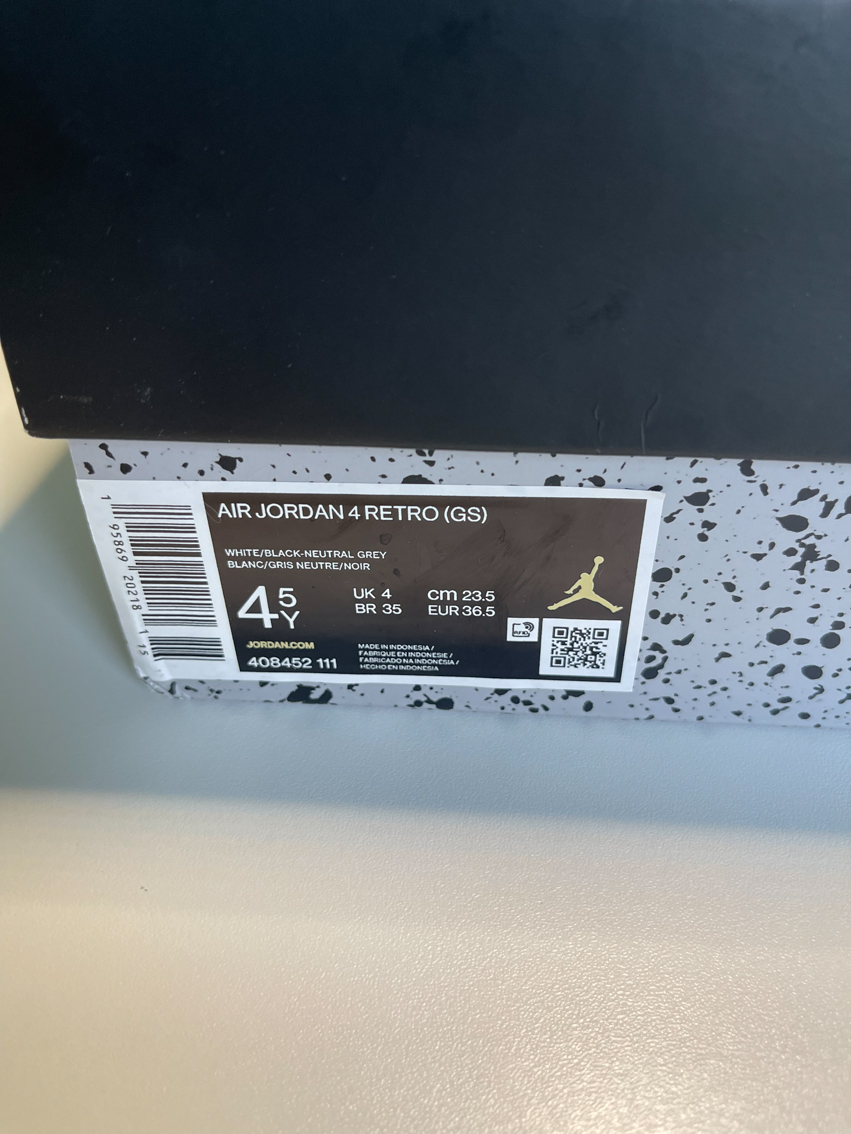 AIR JORDAN 4 RETRO (GS)
WHITE/BLACK-NEUTRAL GREY
BLANC/GRIS NEUTRE/NOIR
4 5 Y
UK 4
BR 35
cm 23.5
EUR 36.5
JORDAN.COM
408452 111
MADE IN INDONESIA /
FABRIQUE EN INDONESIE /
FABRICADO NA INDONÉSIA /
HECHO EN INDONESIA
1 95869 20218 1 15